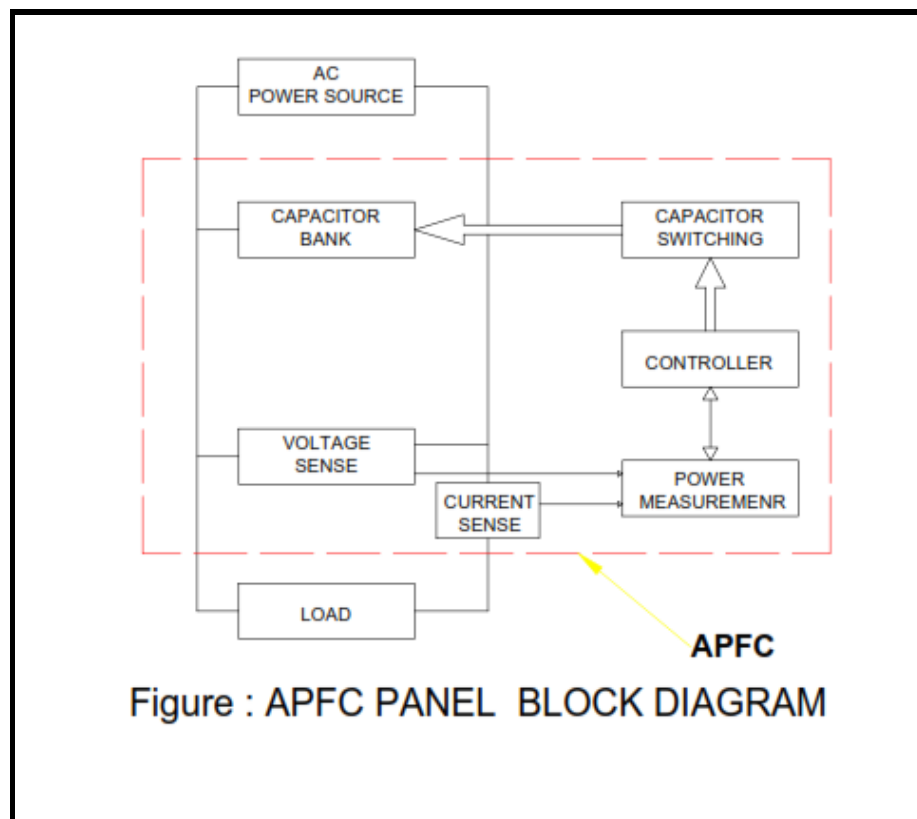 AC
POWER SOURCE
CAPACITOR
BANK
CAPACITOR
SWITCHING
CONTROLLER
VOLTAGE
SENSE
CURRENT
SENSE
POWER
MEASUREMENR
LOAD
APFC
Figure : APFC PANEL BLOCK DIAGRAM